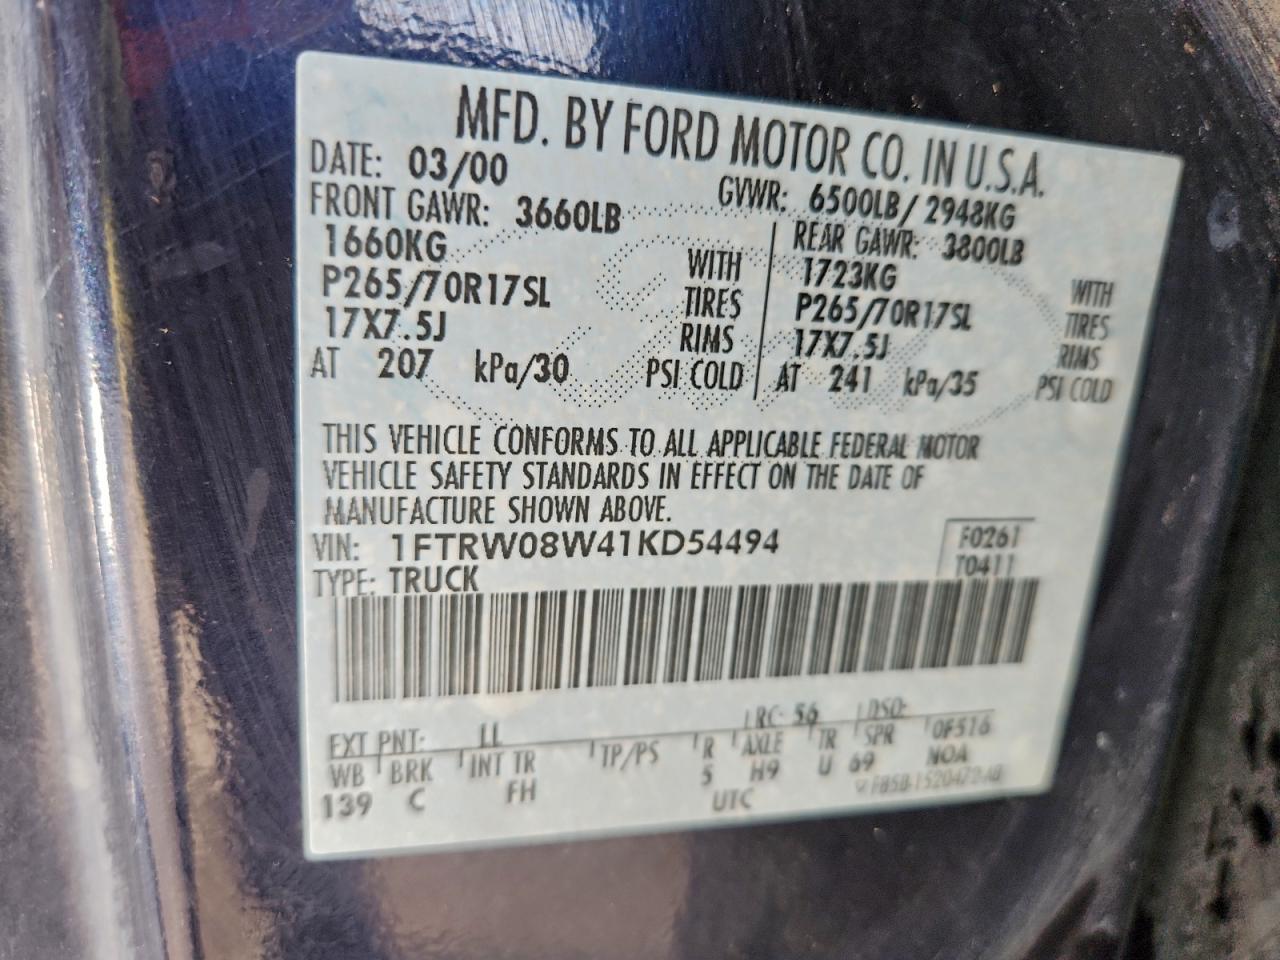 MFD. BY FORD MOTOR CO. IN U.S.A.
DATE: 03/00 GVWR: 6500LB/ 2948KG
FRONT GAWR: 3660LB REAR GAWR: 3800LB
1660KG WITH 1723KG WITH
P265/70R17SL TIRES P265/70R17SL TIRES
17X7.5J RIMS 17X7.5J RIMS
AT 207 kPa/30 PSI COLD AT 241 kPa/35 PSI COLD
THIS VEHICLE CONFORMS TO ALL APPLICABLE FEDERAL MOTOR
VEHICLE SAFETY STANDARDS IN EFFECT ON THE DATE OF
MANUFACTURE SHOWN ABOVE.
VIN: 1FTRW08W41KD54494 F0261
TYPE: TRUCK T0411
EXT PNT: LL RC: 56 DSO:
WB BRK INT TR TP/PS R AXLE TR SPR 0F516
139 C FH 5 H9 U 69 NOA
UTC